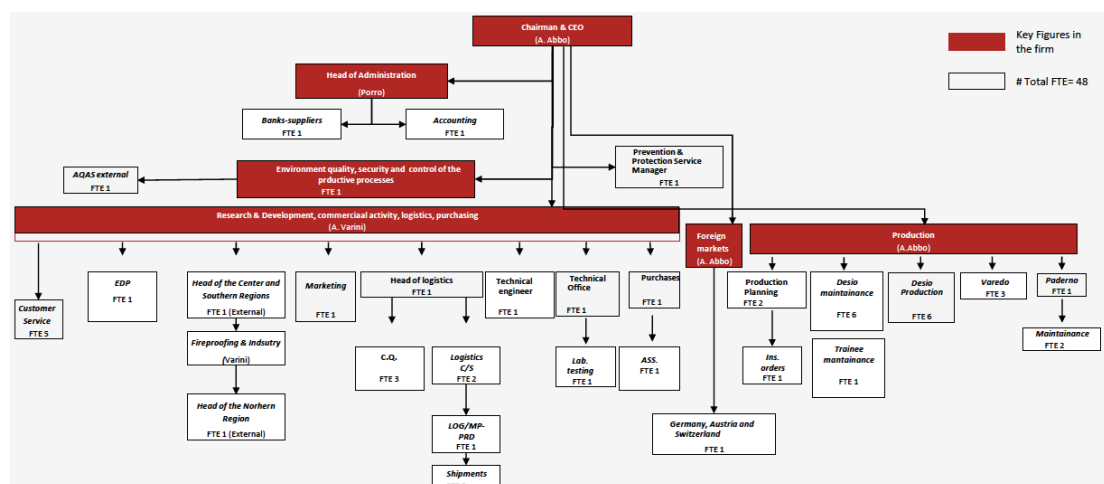 Chairman & CEO
(A. Abbo)
Key Figures in
the firm
# Total FTE= 48
Head of Administration
(Porro)
Banks-suppliers
FTE 1
Accounting
FTE 1
Prevention &
Protection Service
Manager
FTE 1
AQAS external
FTE 1
Environment quality, security and control of the
prductive processes
FTE 1
Research & Development, commerciaal activity, logistics, purchasing
(A. Varini)
Foreign
markets
(A. Abbo)
Production
(A.Abbo)
Customer
Service
FTE 5
EDP
FTE 1
Head of the Center and
Southern Regions
FTE 1 (External)
Marketing
FTE 1
Head of logistics
FTE 1
Technical
engineer
FTE 1
Technical
Office
FTE 1
Purchases
FTE 1
Production
Planning
FTE 2
Desio
maintainance
FTE 6
Desio
Production
FTE 6
Varedo
FTE 3
Paderno
FTE 1
Maintainance
FTE 2
Fireproofing & Indsutry
(Varini)
C.Q.
FTE 3
Logistics
C/S
FTE 2
Lab.
testing
FTE 1
ASS.
FTE 1
Ins.
orders
FTE 1
Trainee
mantainance
FTE 1
Head of the Norhern
Region
FTE 1 (External)
LOG/MP-
PRD
FTE 1
Germany, Austria and
Switzerland
FTE 1
Shipments